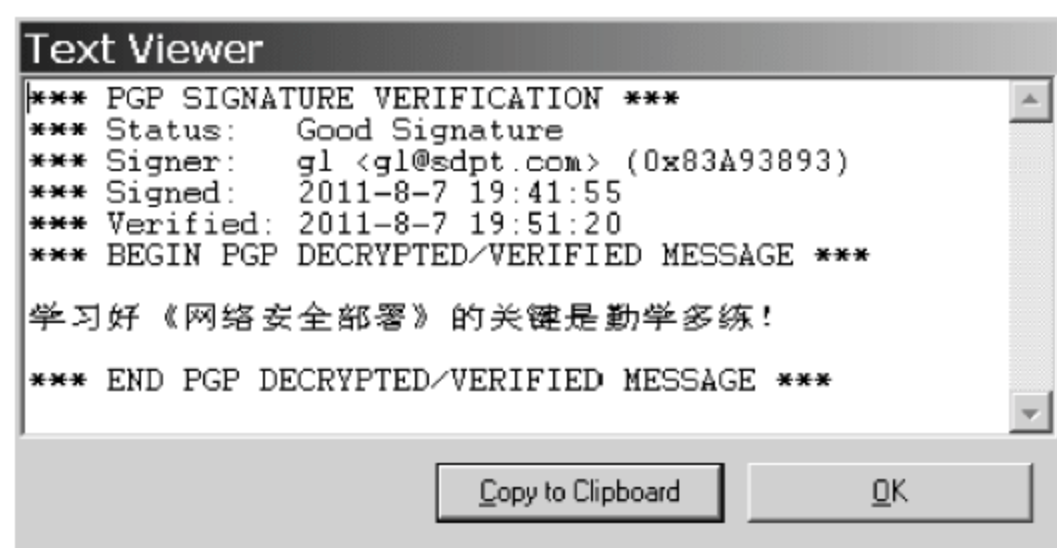 Text Viewer
*** PGP SIGNATURE VERIFICATION ***
*** Status:   Good Signature
*** Signer:   gl <gl@sdpt.com> (0x83A93893)
*** Signed:   2011-8-7 19:41:55
*** Verified: 2011-8-7 19:51:20
*** BEGIN PGP DECRYPTED/VERIFIED MESSAGE ***
学习好《网络安全部署》的关键是勤学多练!
*** END PGP DECRYPTED/VERIFIED MESSAGE ***
Copy to Clipboard OK